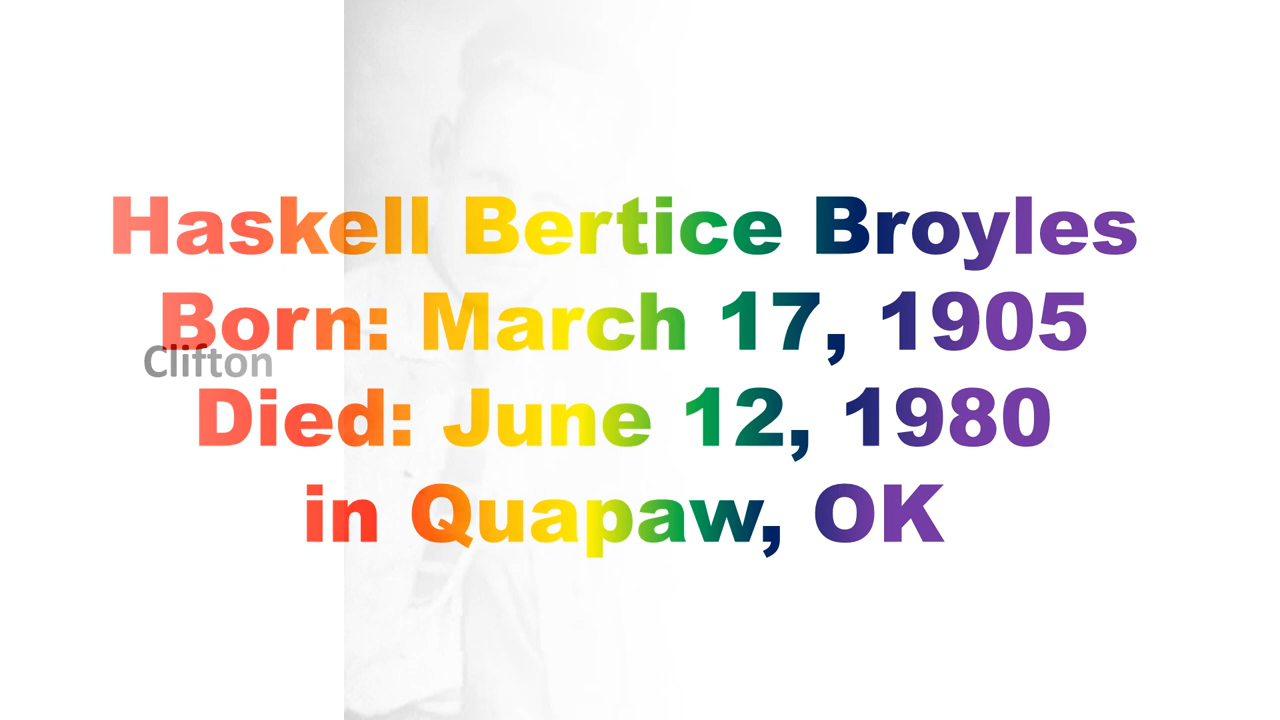 Haskell Bertice Broyles
Born: March 17, 1905
Clifton
Died: June 12, 1980
in Quapaw, OK